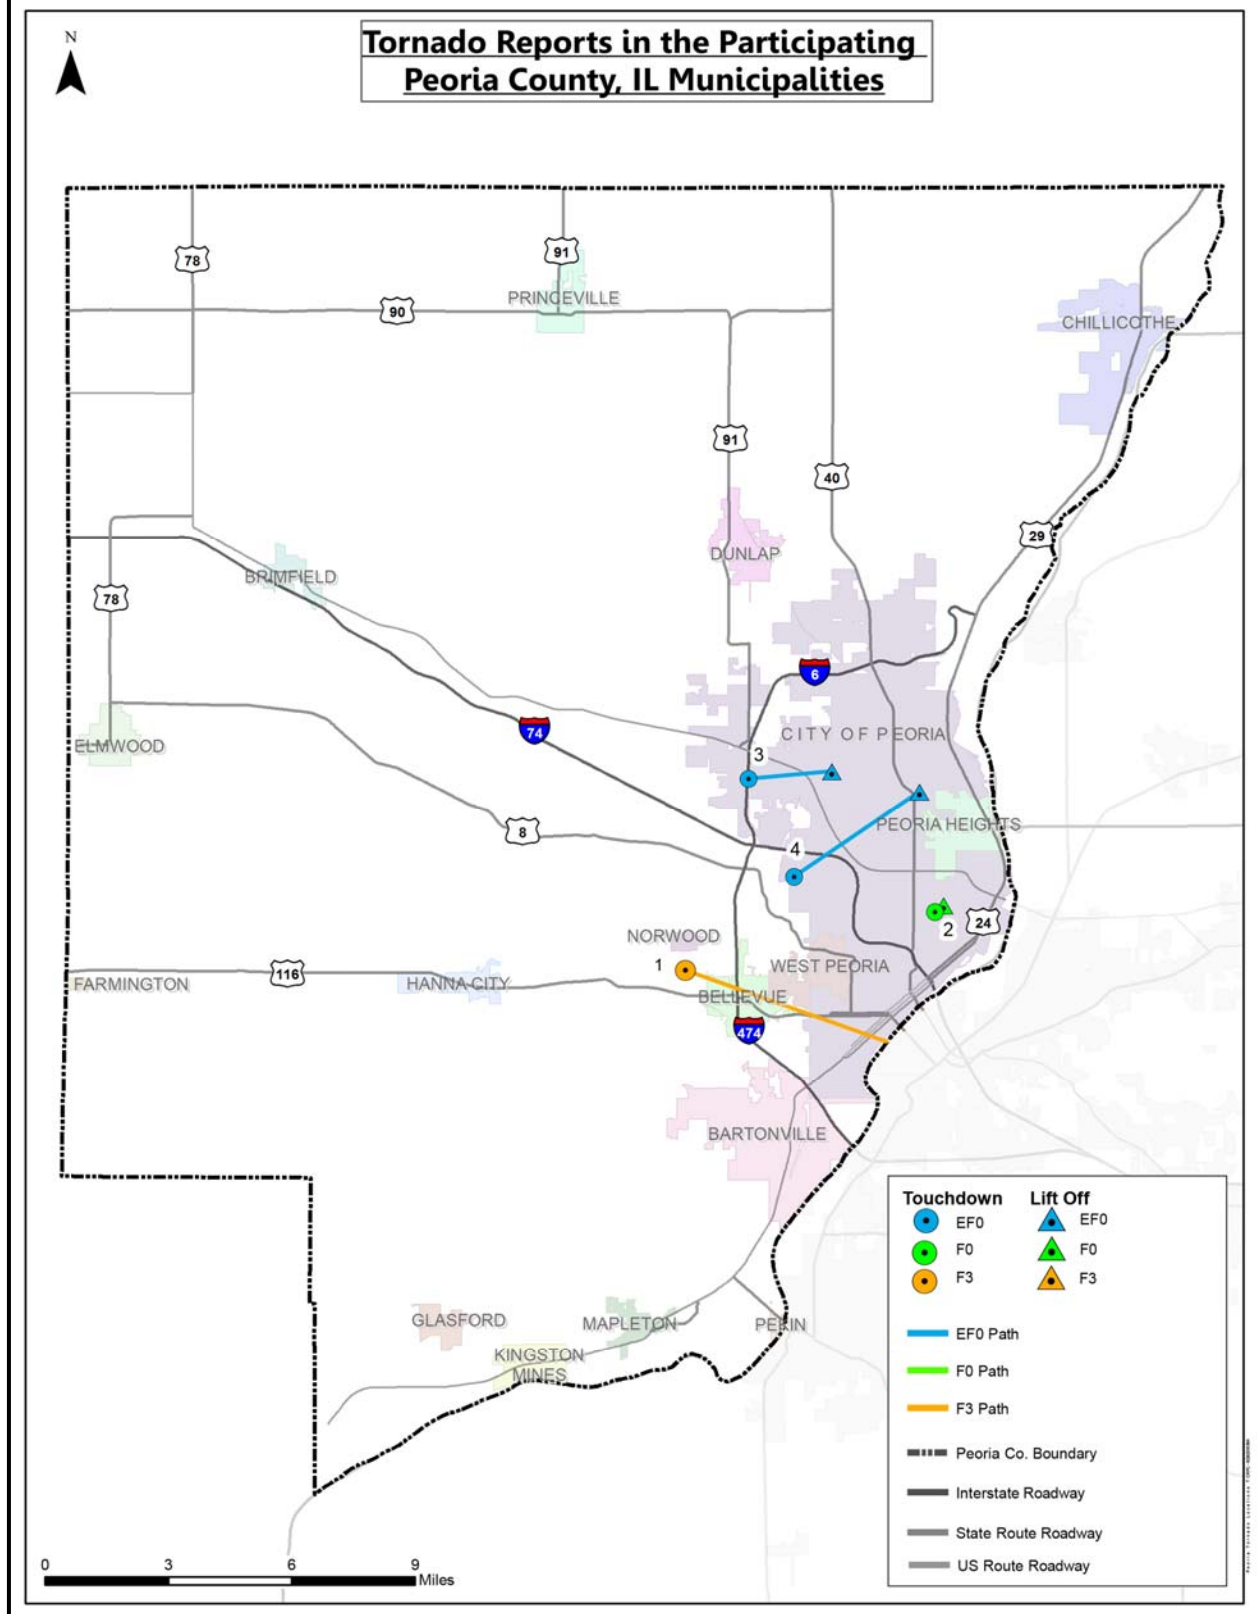 Tornado Reports in the Participating
Peoria County, IL Municipalities
N
78
91
PRINCEVILLE
90
CHILLICOTHE
91
40
29
DUNLAP
BRIMFIELD
78
6
74
CITY OF PEORIA
ELMWOOD
3
8
PEORIA HEIGHTS
4
24
2
NORWOOD
1
WEST PEORIA
116
FARMINGTON
HANNA CITY
BELLEVUE
474
BARTONVILLE
GLASFORD
MAPLETON
PEKIN
KINGSTON
MINES
Touchdown Lift Off
EF0 EF0
F0 F0
F3 F3
EF0 Path
F0 Path
F3 Path
Peoria Co. Boundary
Interstate Roadway
State Route Roadway
US Route Roadway
0 3 6 9
Miles